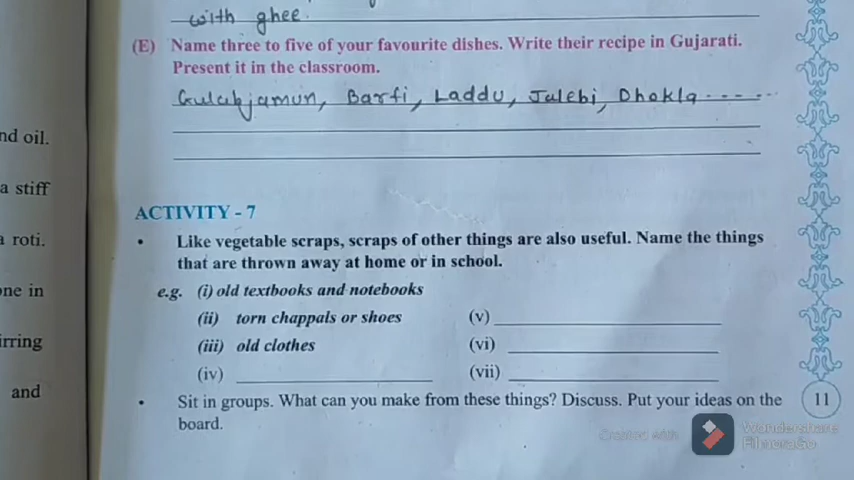 with ghee.
(E) Name three to five of your favourite dishes. Write their recipe in Gujarati.
Present it in the classroom.
Gulabjamun, Barfi, Laddu, Jalebi, Dhokla-----
nd oil.
a stiff
a roti.
one in
irring
and
ACTIVITY - 7
• Like vegetable scraps, scraps of other things are also useful. Name the things
that are thrown away at home or in school.
e.g. (i) old textbooks and notebooks
(ii) torn chappals or shoes (v)
(iii) old clothes (vi)
(iv) (vii)
• Sit in groups. What can you make from these things? Discuss. Put your ideas on the
board.
11
Created with Wondershare
FilmoraGo